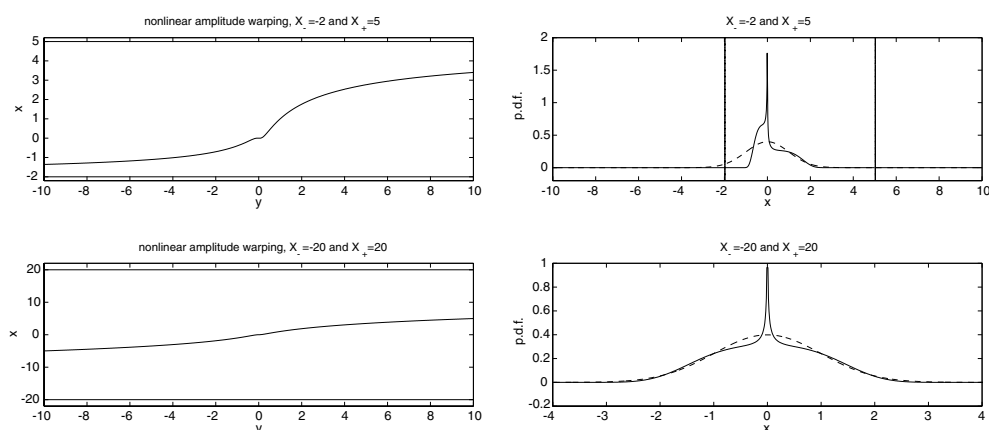 nonlinear amplitude warping, X_-=-2 and X_+=5
5
4
3
2
1
0
-1
-2
x
-10 -8 -6 -4 -2 0 2 4 6 8 10
y
X_-=-2 and X_+=5
2
1.5
1
0.5
0
p.d.f.
-10 -8 -6 -4 -2 0 2 4 6 8 10
x
nonlinear amplitude warping, X_-=-20 and X_+=20
20
10
0
-10
-20
x
-10 -8 -6 -4 -2 0 2 4 6 8 10
y
X_-=-20 and X_+=20
1
0.8
0.6
0.4
0.2
0
-0.2
p.d.f.
-4 -3 -2 -1 0 1 2 3 4
x